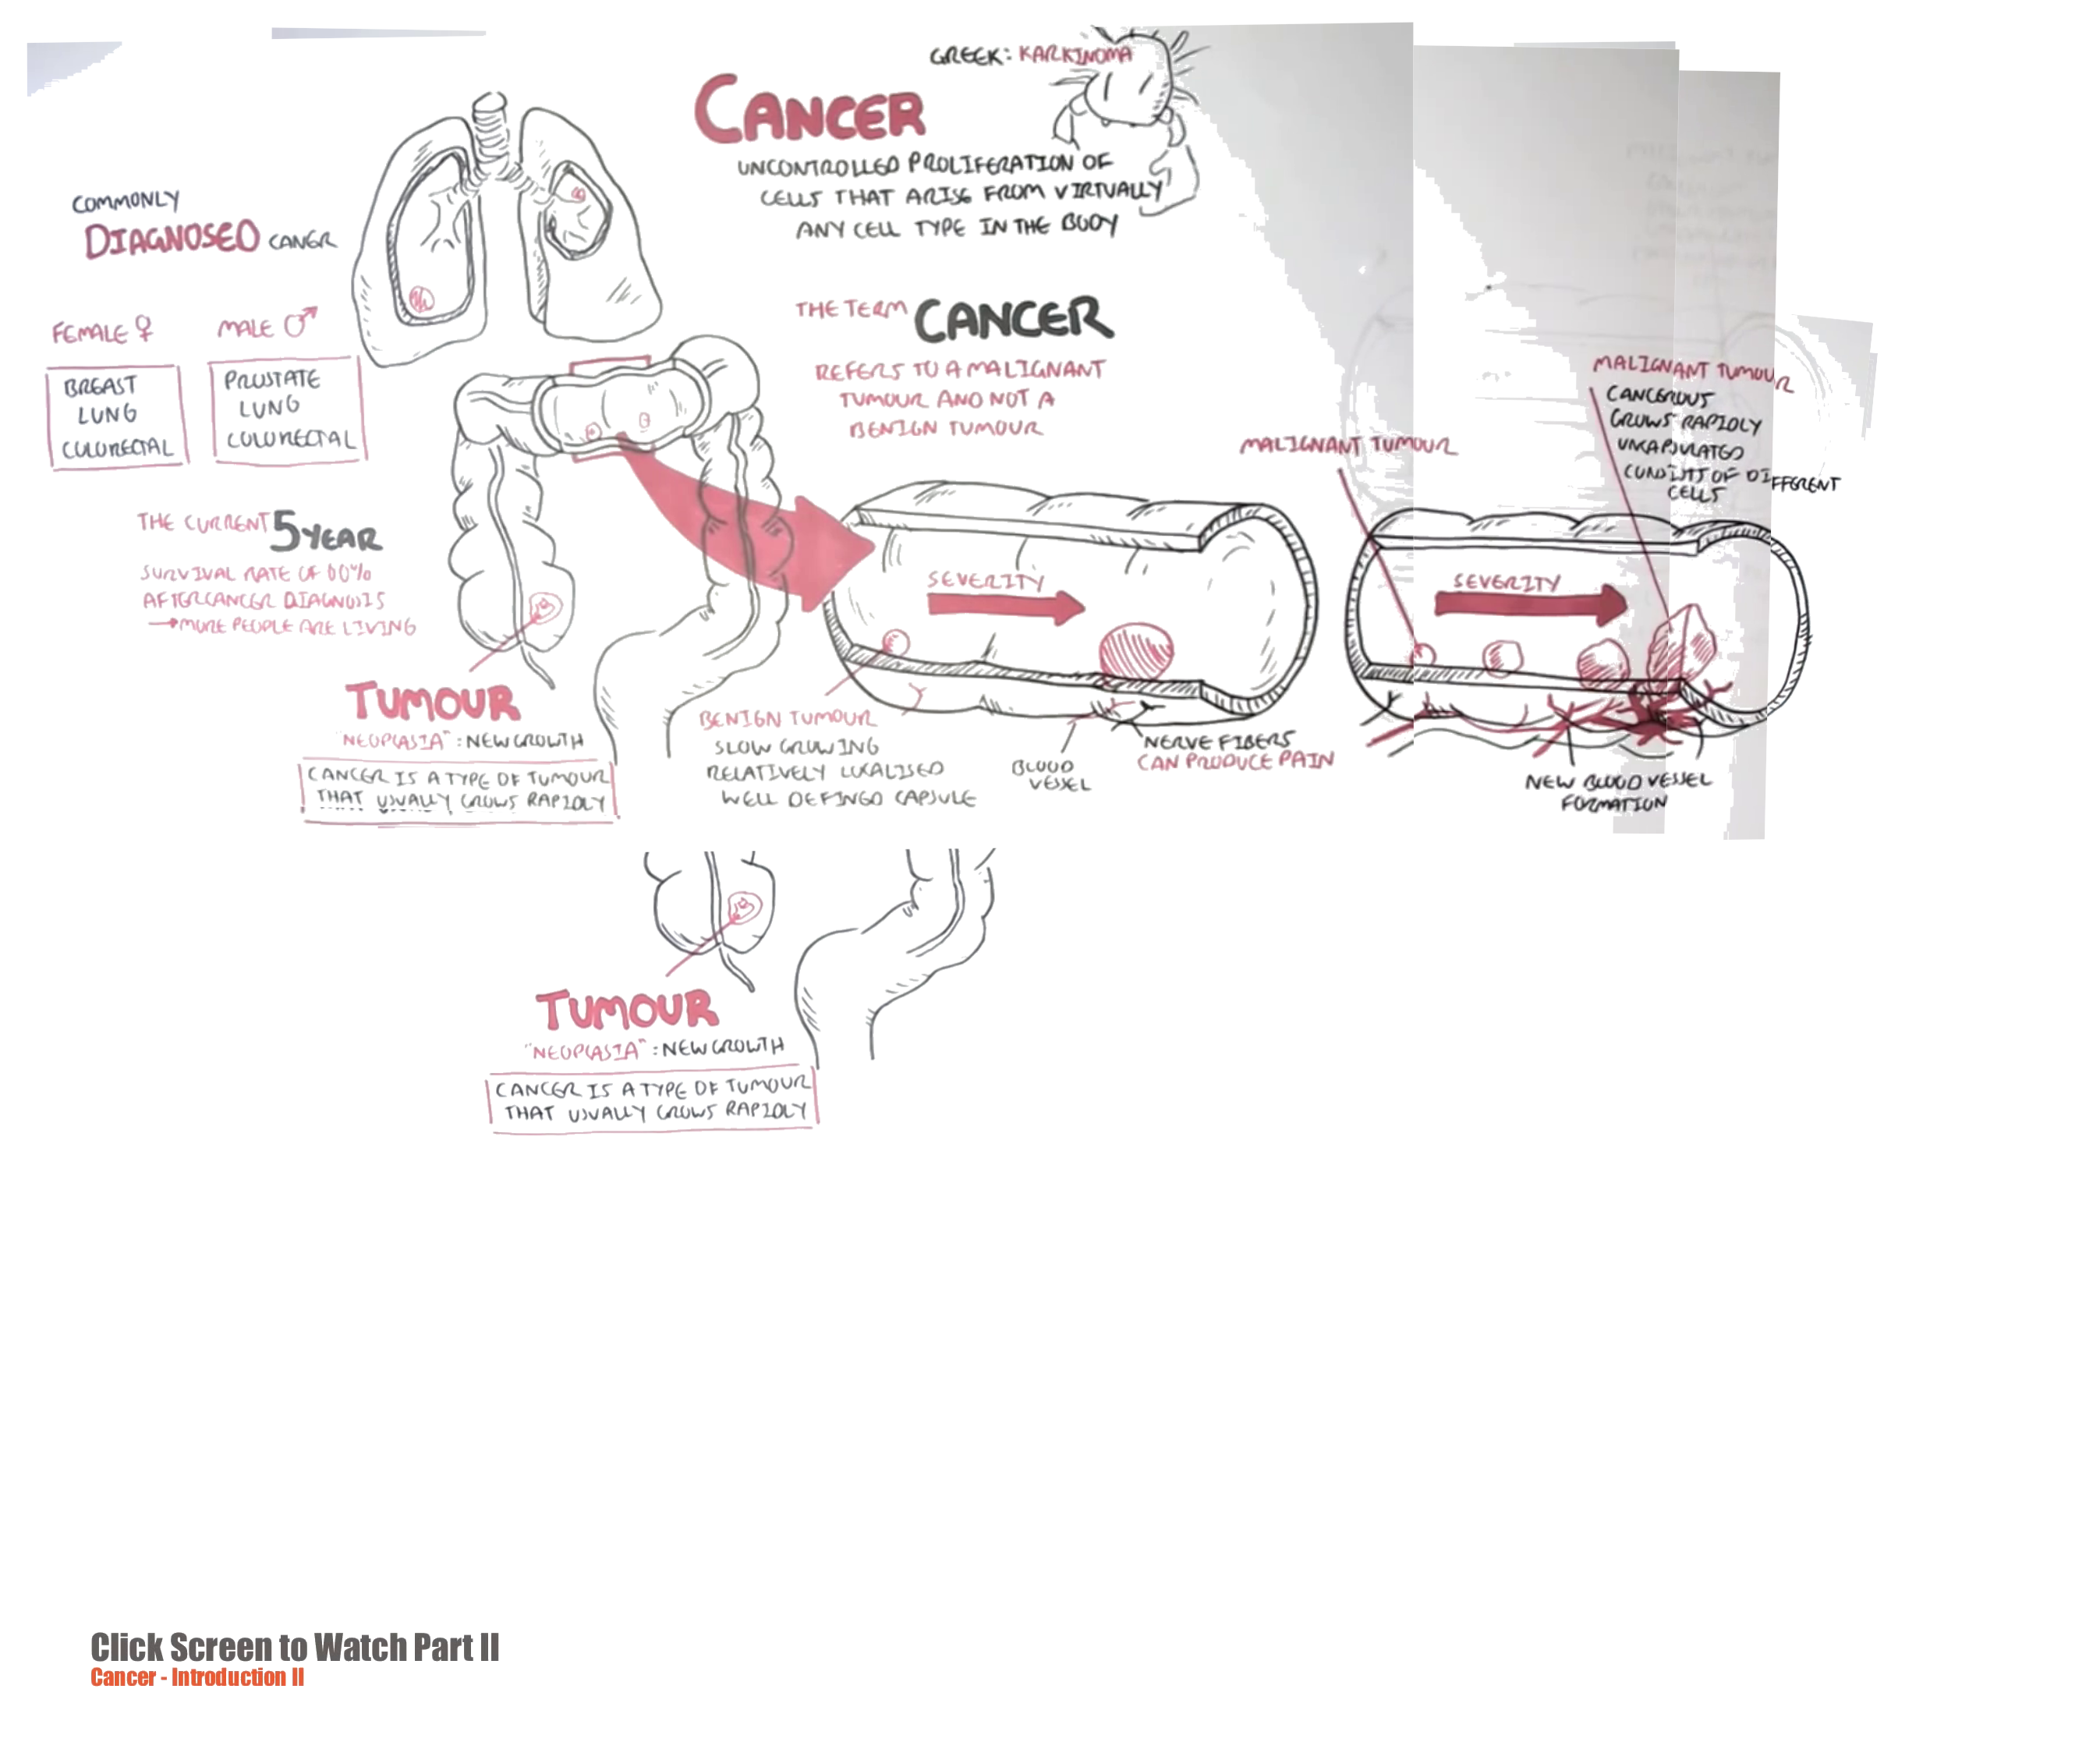 GREEK: KARKINOMA
CANCER
UNCONTROLLED PROLIFERATION OF
CELLS THAT ARISE FROM VIRTUALLY
ANY CELL TYPE IN THE BODY
COMMONLY
DIAGNOSED CANER
FEMALE ♀
BREAST
LUNG
COLORECTAL
MALE ♂
PROSTATE
LUNG
COLORECTAL
THE CURRENT 5 YEAR
SURVIVAL RATE OF 60%
AFTER CANCER DIAGNOSIS
→ MORE PEOPLE ARE LIVING
THE TERM CANCER
REFERS TO A MALIGNANT
TUMOUR AND NOT A
BENIGN TUMOUR
TUMOUR
"NEOPLASIA": NEW GROWTH
CANCER IS A TYPE OF TUMOUR
THAT USUALLY GROWS RAPIDLY
SEVERITY
BENIGN TUMOUR
SLOW GROWING
RELATIVELY LOCALISED
WELL DEFINED CAPSULE
BLOOD
VESSEL
NERVE FIBERS
CAN PRODUCE PAIN
MALIGNANT TUMOUR
SEVERITY
MALIGNANT TUMOUR
CANCEROUS
GROWS RAPIDLY
UNCAPSULATED
CONSISTS OF DIFFERENT
CELLS
NEW BLOOD VESSEL
FORMATION
TUMOUR
"NEOPLASIA": NEW GROWTH
CANCER IS A TYPE OF TUMOUR
THAT USUALLY GROWS RAPIDLY
Click Screen to Watch Part II
Cancer - Introduction II